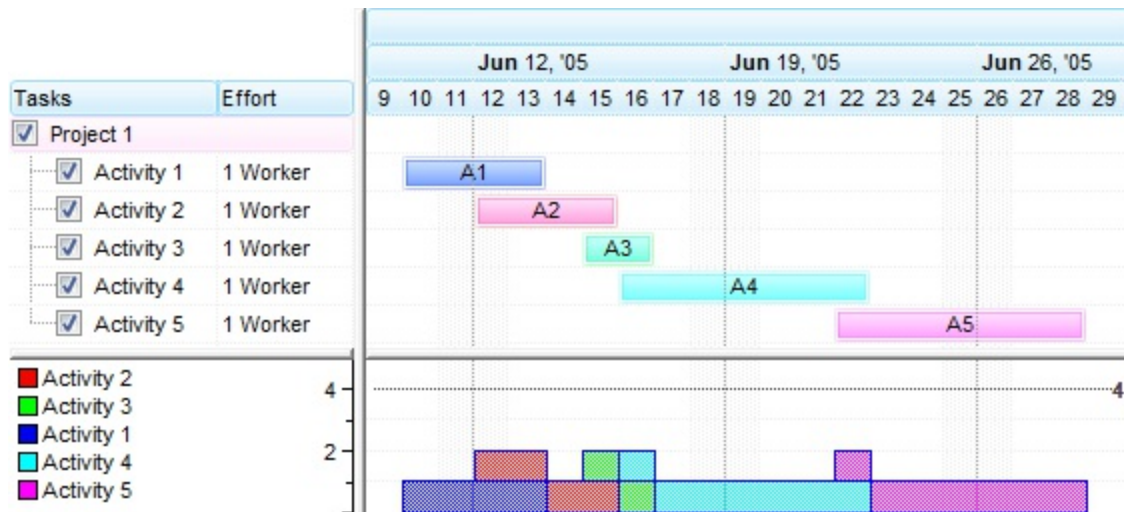 Jun 12, '05 Jun 19, '05 Jun 26, '05
Tasks Effort 9 10 11 12 13 14 15 16 17 18 19 20 21 22 23 24 25 26 27 28 29
Project 1
Activity 1 1 Worker A1
Activity 2 1 Worker A2
Activity 3 1 Worker A3
Activity 4 1 Worker A4
Activity 5 1 Worker A5
Activity 2 4 4
Activity 3
Activity 1
Activity 4 2
Activity 5